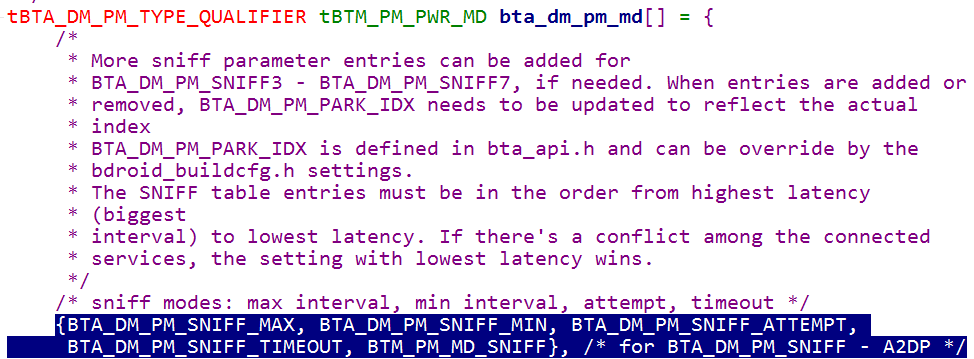 tBTA_DM_PM_TYPE_QUALIFIER tBTM_PM_PWR_MD bta_dm_pm_md[] = {
/*
* More sniff parameter entries can be added for
* BTA_DM_PM_SNIFF3 - BTA_DM_PM_SNIFF7, if needed. When entries are added or
* removed, BTA_DM_PM_PARK_IDX needs to be updated to reflect the actual
* index
* BTA_DM_PM_PARK_IDX is defined in bta_api.h and can be override by the
* bdroid_buildcfg.h settings.
* The SNIFF table entries must be in the order from highest latency
* (biggest
* interval) to lowest latency. If there's a conflict among the connected
* services, the setting with lowest latency wins.
*/
/* sniff modes: max interval, min interval, attempt, timeout */
{BTA_DM_PM_SNIFF_MAX, BTA_DM_PM_SNIFF_MIN, BTA_DM_PM_SNIFF_ATTEMPT,
BTA_DM_PM_SNIFF_TIMEOUT, BTM_PM_MD_SNIFF}, /* for BTA_DM_PM_SNIFF - A2DP */